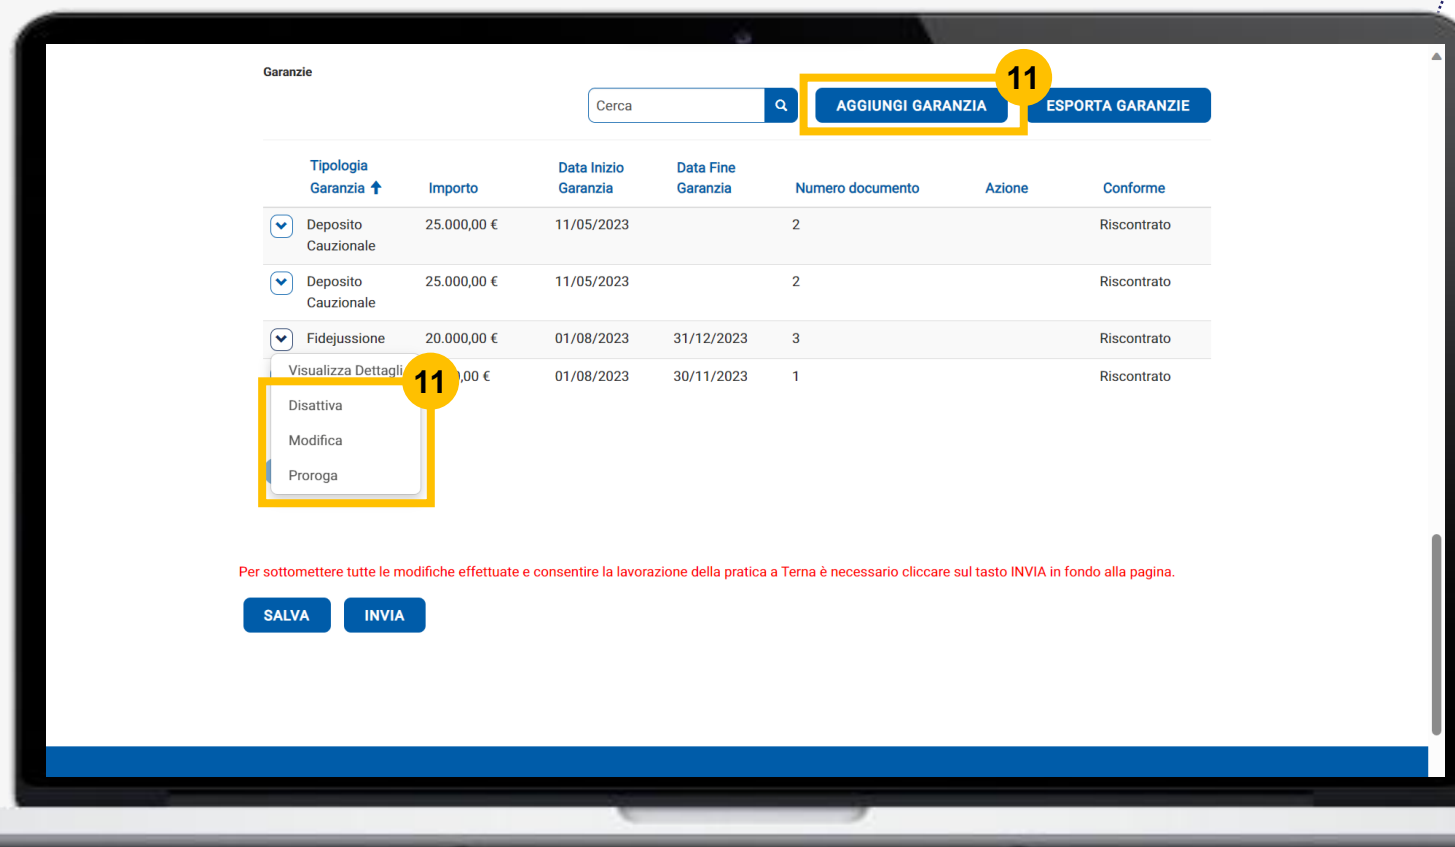 Garanzie
11
Cerca
AGGIUNGI GARANZIA
ESPORTA GARANZIE
Tipologia Garanzia Importo Data Inizio Garanzia Data Fine Garanzia Numero documento Azione Conforme
Deposito Cauzionale 25.000,00 € 11/05/2023 2 Riscontrato
Deposito Cauzionale 25.000,00 € 11/05/2023 2 Riscontrato
Fidejussione 20.000,00 € 01/08/2023 31/12/2023 3 Riscontrato
Visualizza Dettagli 11 ,00 € 01/08/2023 30/11/2023 1 Riscontrato
Disattiva
Modifica
Proroga
Per sottomettere tutte le modifiche effettuate e consentire la lavorazione della pratica a Terna è necessario cliccare sul tasto INVIA in fondo alla pagina.
SALVA INVIA